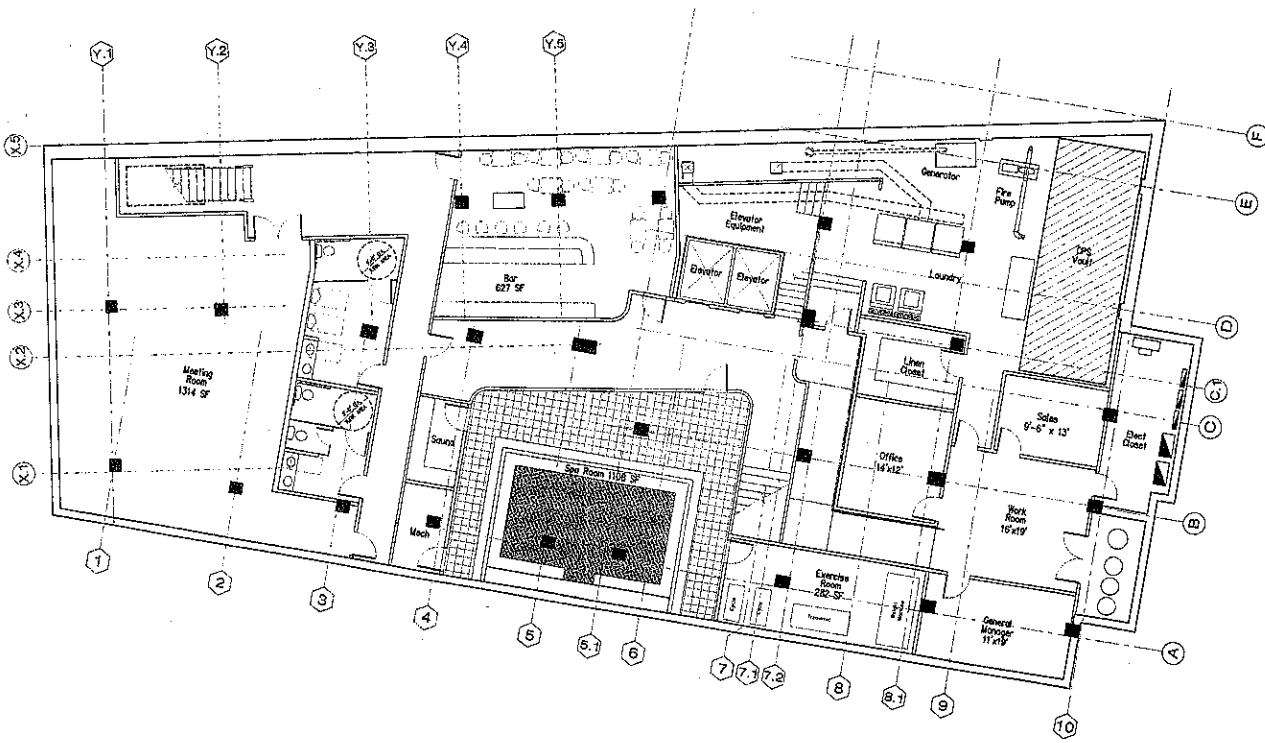 Y.1
Y.2
Y.3
Y.4
Y.5
X.5
X.4
X.3
X.2
X.1
F
E
D
C.1
C
B
A
Generator
Fire
Pump
Elevator
Equipment
Elevator
Elevator
Laundry
Vault
Bar
627 SF
Meeting
Room
1314 SF
Linen
Closet
Sales
9'-6" x 13'
Elect
Closet
Sauna
Spa Room 1106 SF
Office
14'x12'
Mech
Work
Room
16'x19'
Exercise
Room
282 SF
Treadmill
General
Manager
11'x19'
1
2
3
4
5
5.1
6
7
7.1
7.2
8
8.1
9
10